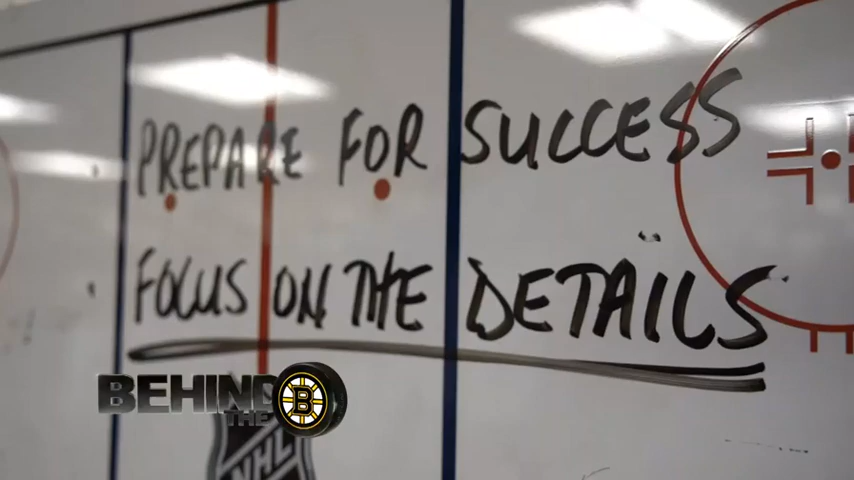 PREPARE FOR SUCCESS
FOCUS ON THE DETAILS
BEHIND
THE
B
NHL